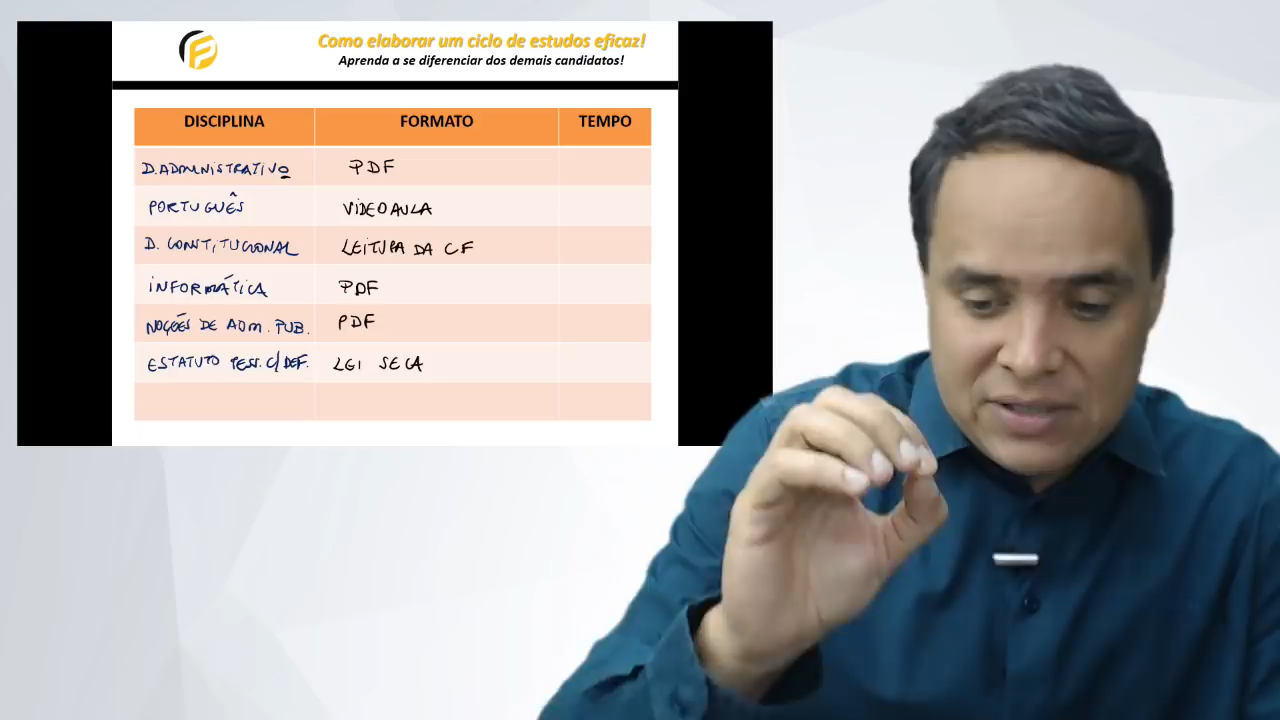 Como elaborar um ciclo de estudos eficaz!
Aprenda a se diferenciar dos demais candidatos!
DISCIPLINA FORMATO TEMPO
D. ADMINISTRATIVO PDF
PORTUGUÊS VIDEOAULA
D. CONSTITUCIONAL LEITURA DA CF
INFORMÁTICA PDF
NOÇÕES DE ADM. PUB. PDF
ESTATUTO PESS. C/ DEF. LEI SECA